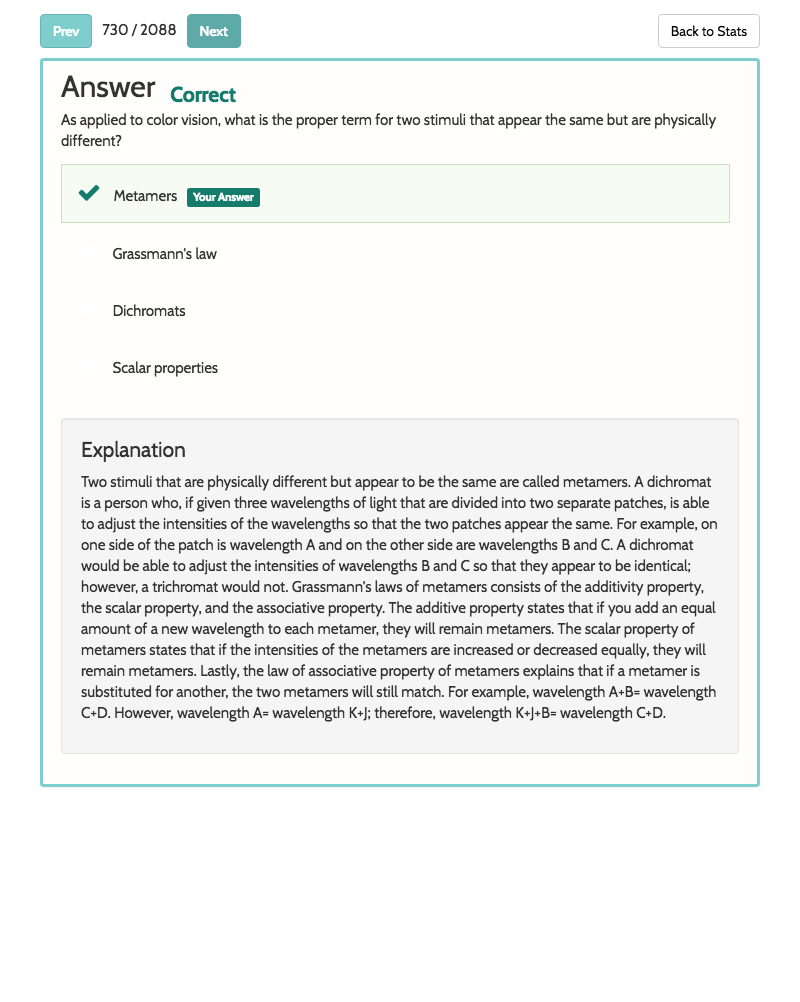 Prev 730 / 2088 Next Back to Stats
Answer Correct
As applied to color vision, what is the proper term for two stimuli that appear the same but are physically
different?
Metamers Your Answer
Grassmann's law
Dichromats
Scalar properties
Explanation
Two stimuli that are physically different but appear to be the same are called metamers. A dichromat
is a person who, if given three wavelengths of light that are divided into two separate patches, is able
to adjust the intensities of the wavelengths so that the two patches appear the same. For example, on
one side of the patch is wavelength A and on the other side are wavelengths B and C. A dichromat
would be able to adjust the intensities of wavelengths B and C so that they appear to be identical;
however, a trichromat would not. Grassmann's laws of metamers consists of the additivity property,
the scalar property, and the associative property. The additive property states that if you add an equal
amount of a new wavelength to each metamer, they will remain metamers. The scalar property of
metamers states that if the intensities of the metamers are increased or decreased equally, they will
remain metamers. Lastly, the law of associative property of metamers explains that if a metamer is
substituted for another, the two metamers will still match. For example, wavelength A+B= wavelength
C+D. However, wavelength A= wavelength K+J; therefore, wavelength K+J+B= wavelength C+D.